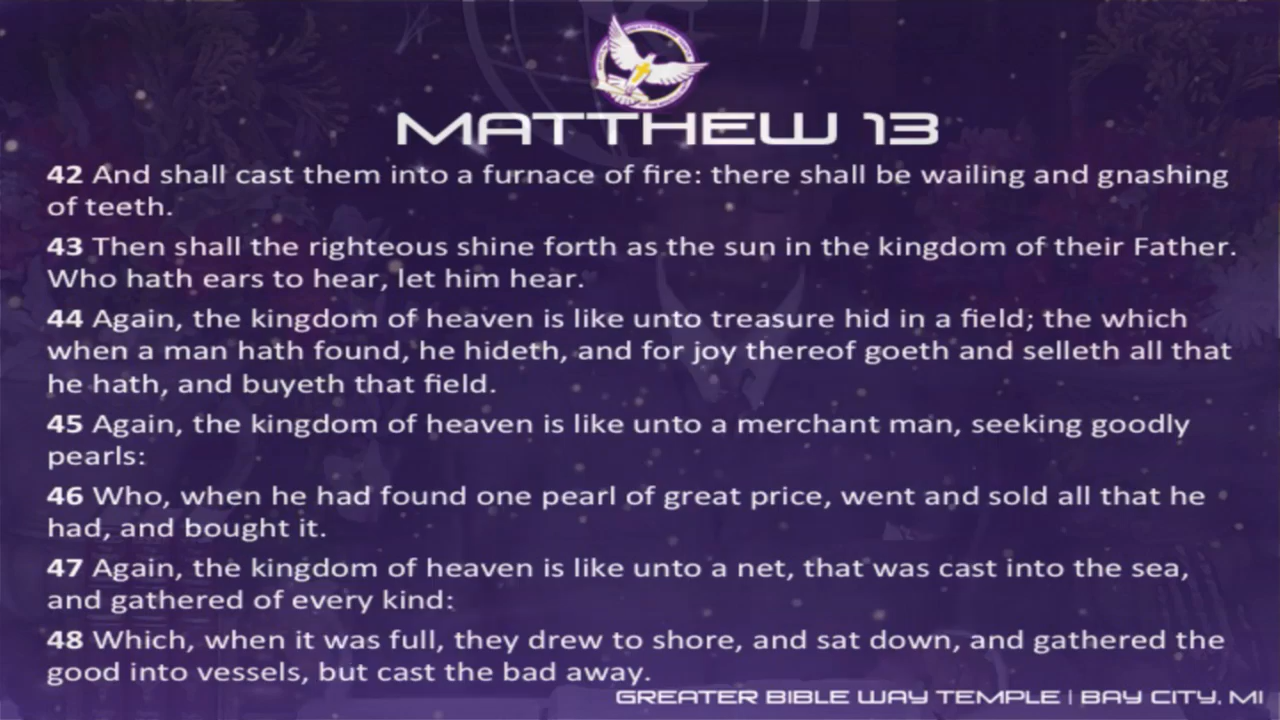 MATTHEW 13
42 And shall cast them into a furnace of fire: there shall be wailing and gnashing
of teeth.
43 Then shall the righteous shine forth as the sun in the kingdom of their Father.
Who hath ears to hear, let him hear.
44 Again, the kingdom of heaven is like unto treasure hid in a field; the which
when a man hath found, he hideth, and for joy thereof goeth and selleth all that
he hath, and buyeth that field.
45 Again, the kingdom of heaven is like unto a merchant man, seeking goodly
pearls:
46 Who, when he had found one pearl of great price, went and sold all that he
had, and bought it.
47 Again, the kingdom of heaven is like unto a net, that was cast into the sea,
and gathered of every kind:
48 Which, when it was full, they drew to shore, and sat down, and gathered the
good into vessels, but cast the bad away.
GREATER BIBLE WAY TEMPLE | BAY CITY, MI